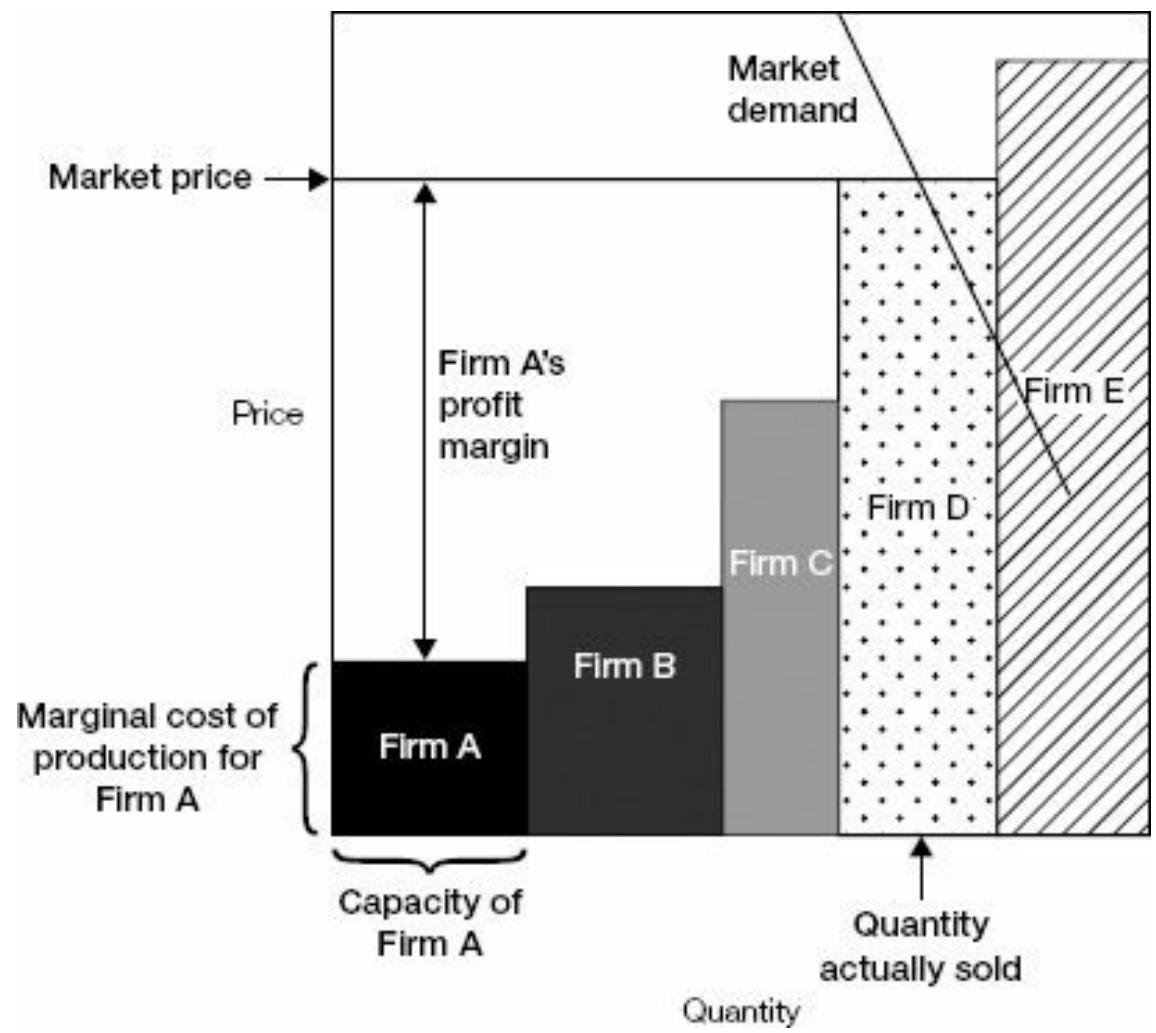 Market
demand
Market price
Firm A's
profit
margin
Price
Firm E
Firm D
Firm C
Firm B
Marginal cost of
production for
Firm A
Firm A
Capacity of
Firm A
Quantity
actually sold
Quantity